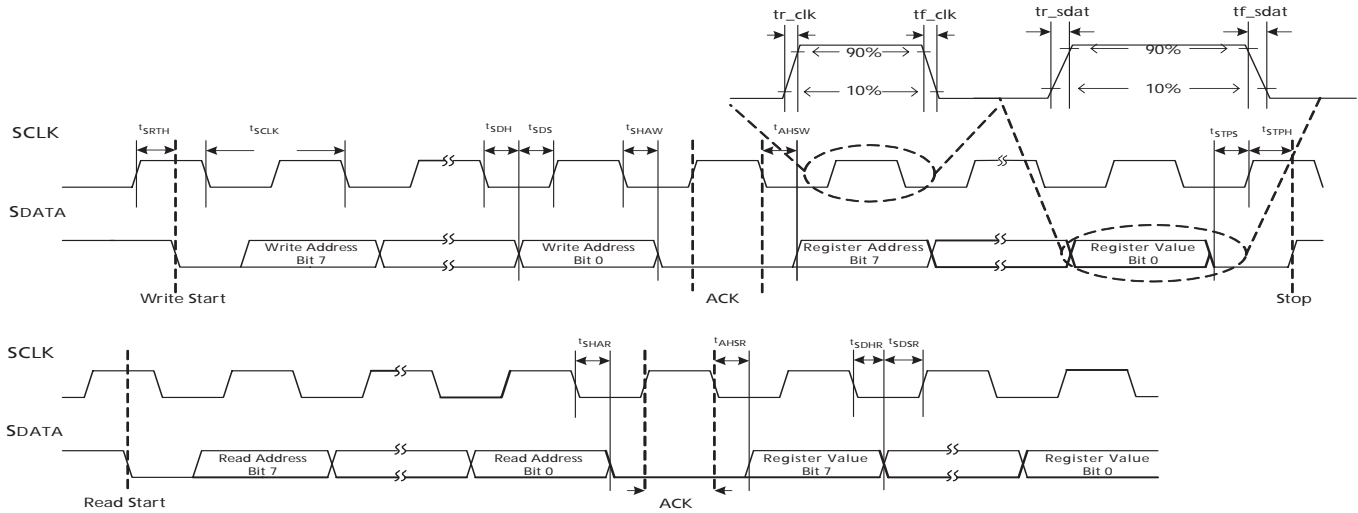 tr_clk tf_clk tr_sdat tf_sdat
90% 90%
10% 10%
SCLK
tSRTH tSCLK tSDH tSDS tSHAW tAHSW tSTPS tSTPH
SDATA
Write Address Bit 7
Write Address Bit 0
Register Address Bit 7
Register Value Bit 0
Write Start ACK Stop
SCLK
tSHAR tAHSR tSDHR tSDSR
SDATA
Read Address Bit 7
Read Address Bit 0
Register Value Bit 7
Register Value Bit 0
Read Start ACK